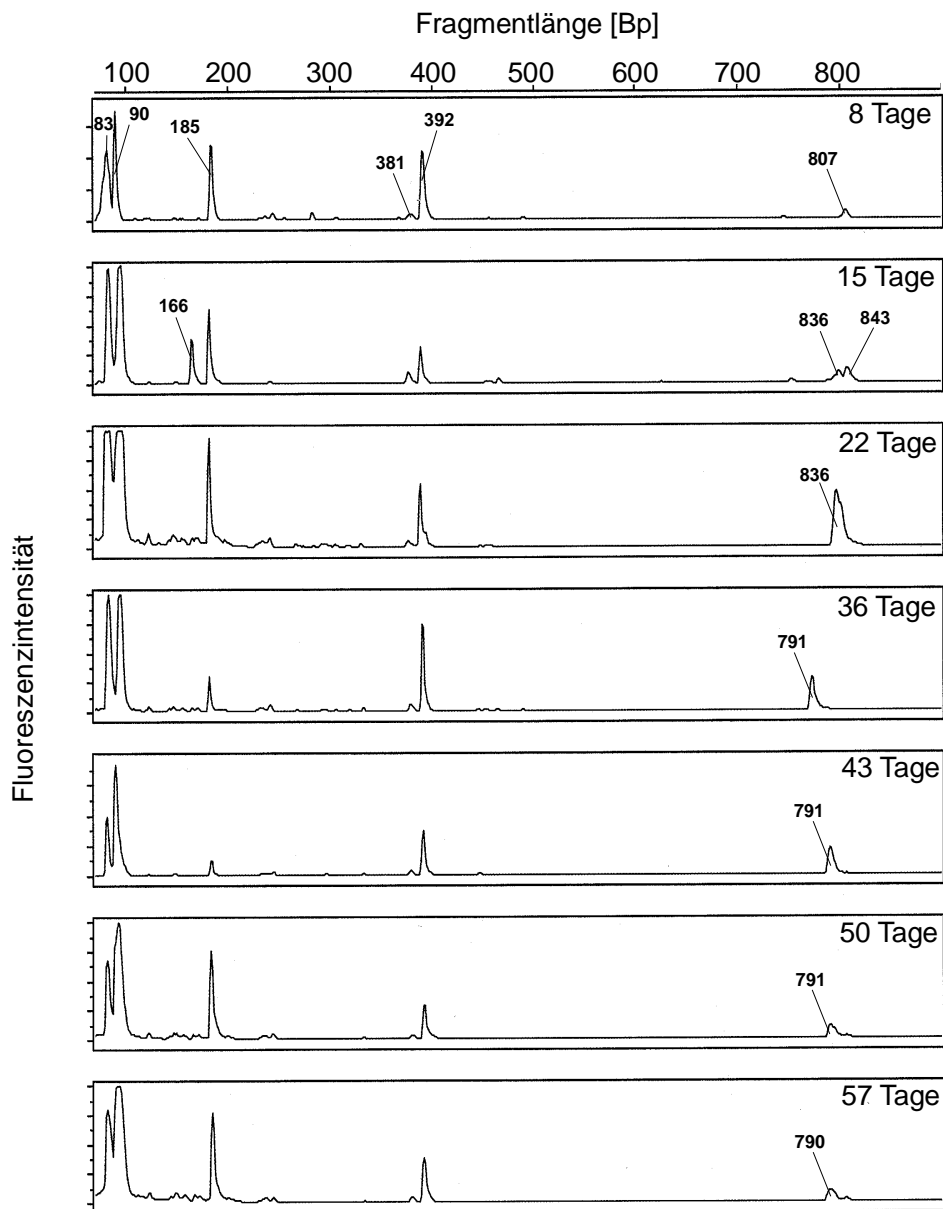 Fragmentlänge [Bp]
100 200 300 400 500 600 700 800
8 Tage
83 90 185 381 392 807
15 Tage
166 836 843
22 Tage
836
36 Tage
791
43 Tage
791
50 Tage
791
57 Tage
790
Fluoreszenzintensität